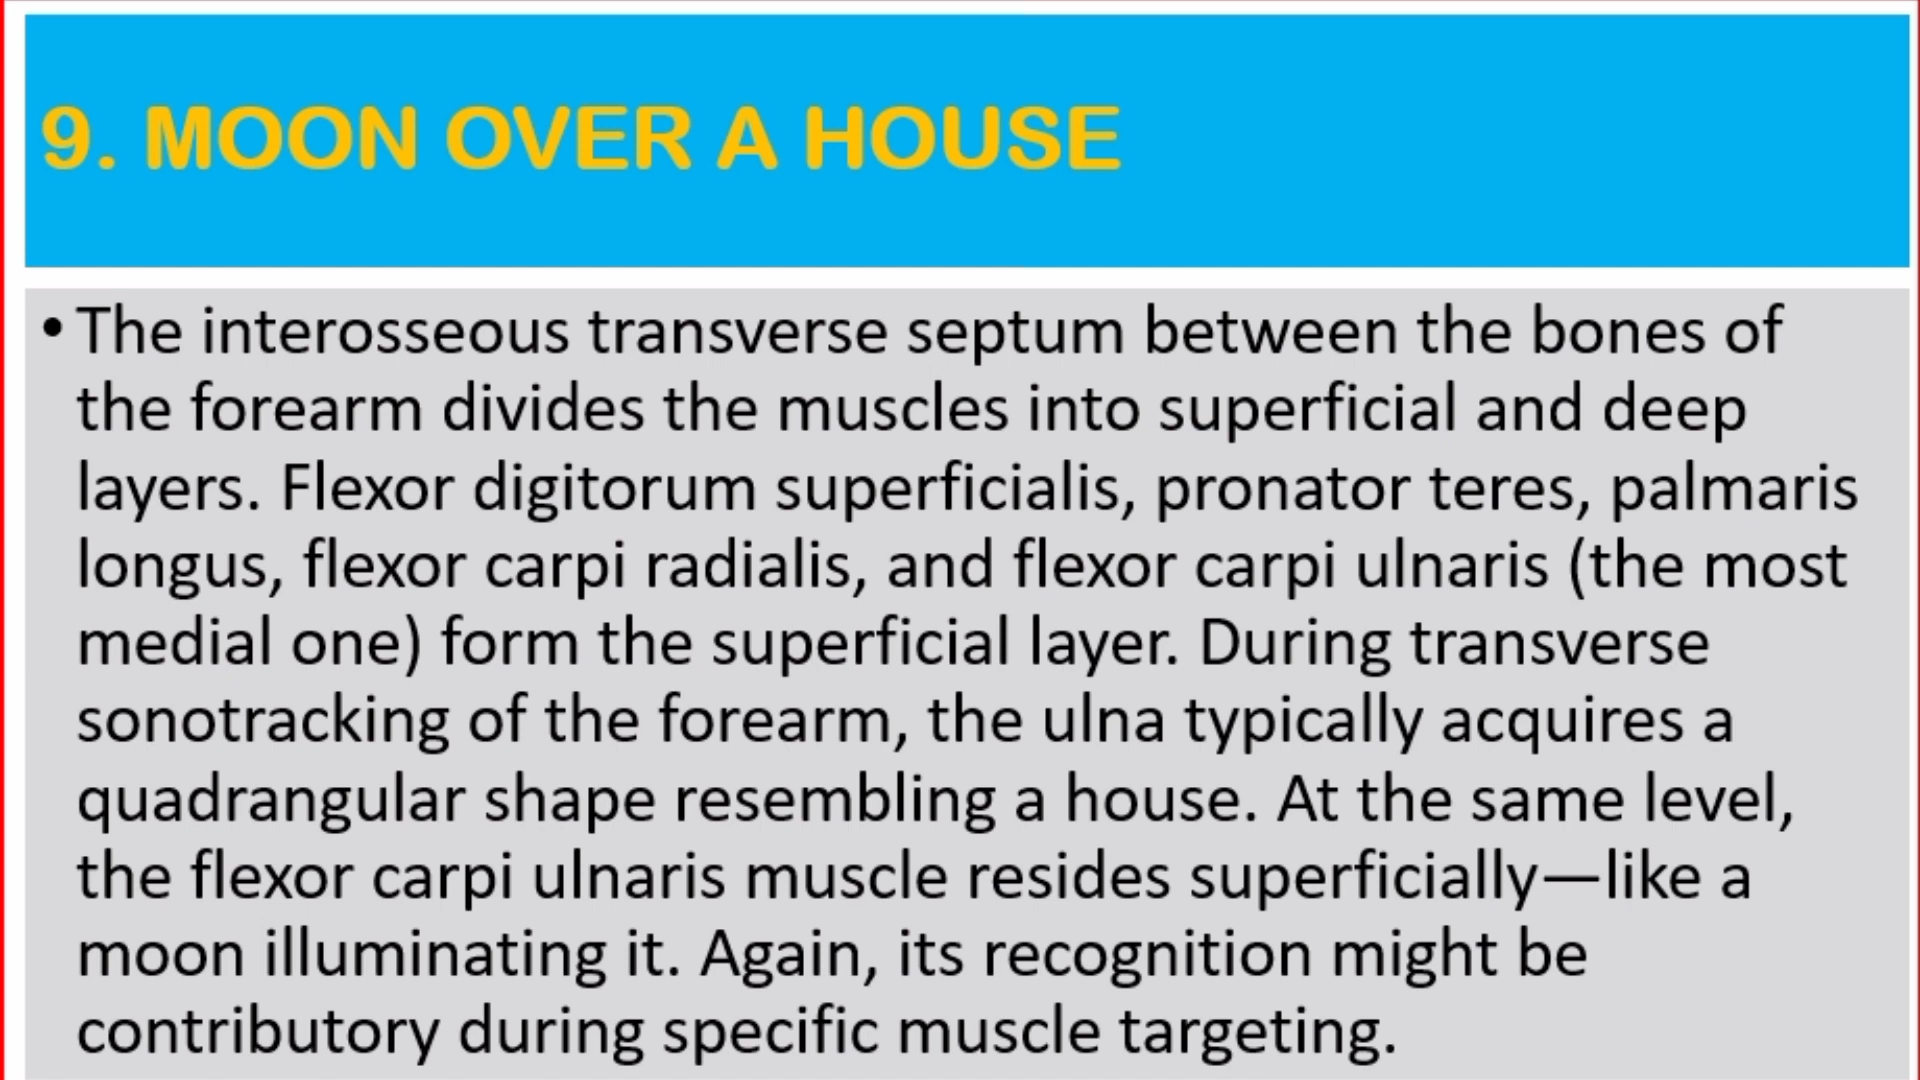 9. MOON OVER A HOUSE
• The interosseous transverse septum between the bones of
the forearm divides the muscles into superficial and deep
layers. Flexor digitorum superficialis, pronator teres, palmaris
longus, flexor carpi radialis, and flexor carpi ulnaris (the most
medial one) form the superficial layer. During transverse
sonotracking of the forearm, the ulna typically acquires a
quadrangular shape resembling a house. At the same level,
the flexor carpi ulnaris muscle resides superficially—like a
moon illuminating it. Again, its recognition might be
contributory during specific muscle targeting.